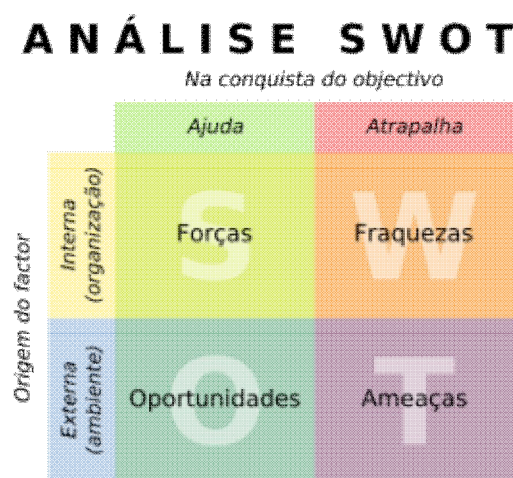 ANÁLISE SWOT
Na conquista do objectivo
Ajuda
Atrapalha
Origem do factor
Interna
(organização)
S
Forças
W
Fraquezas
Externa
(ambiente)
O
Oportunidades
T
Ameaças